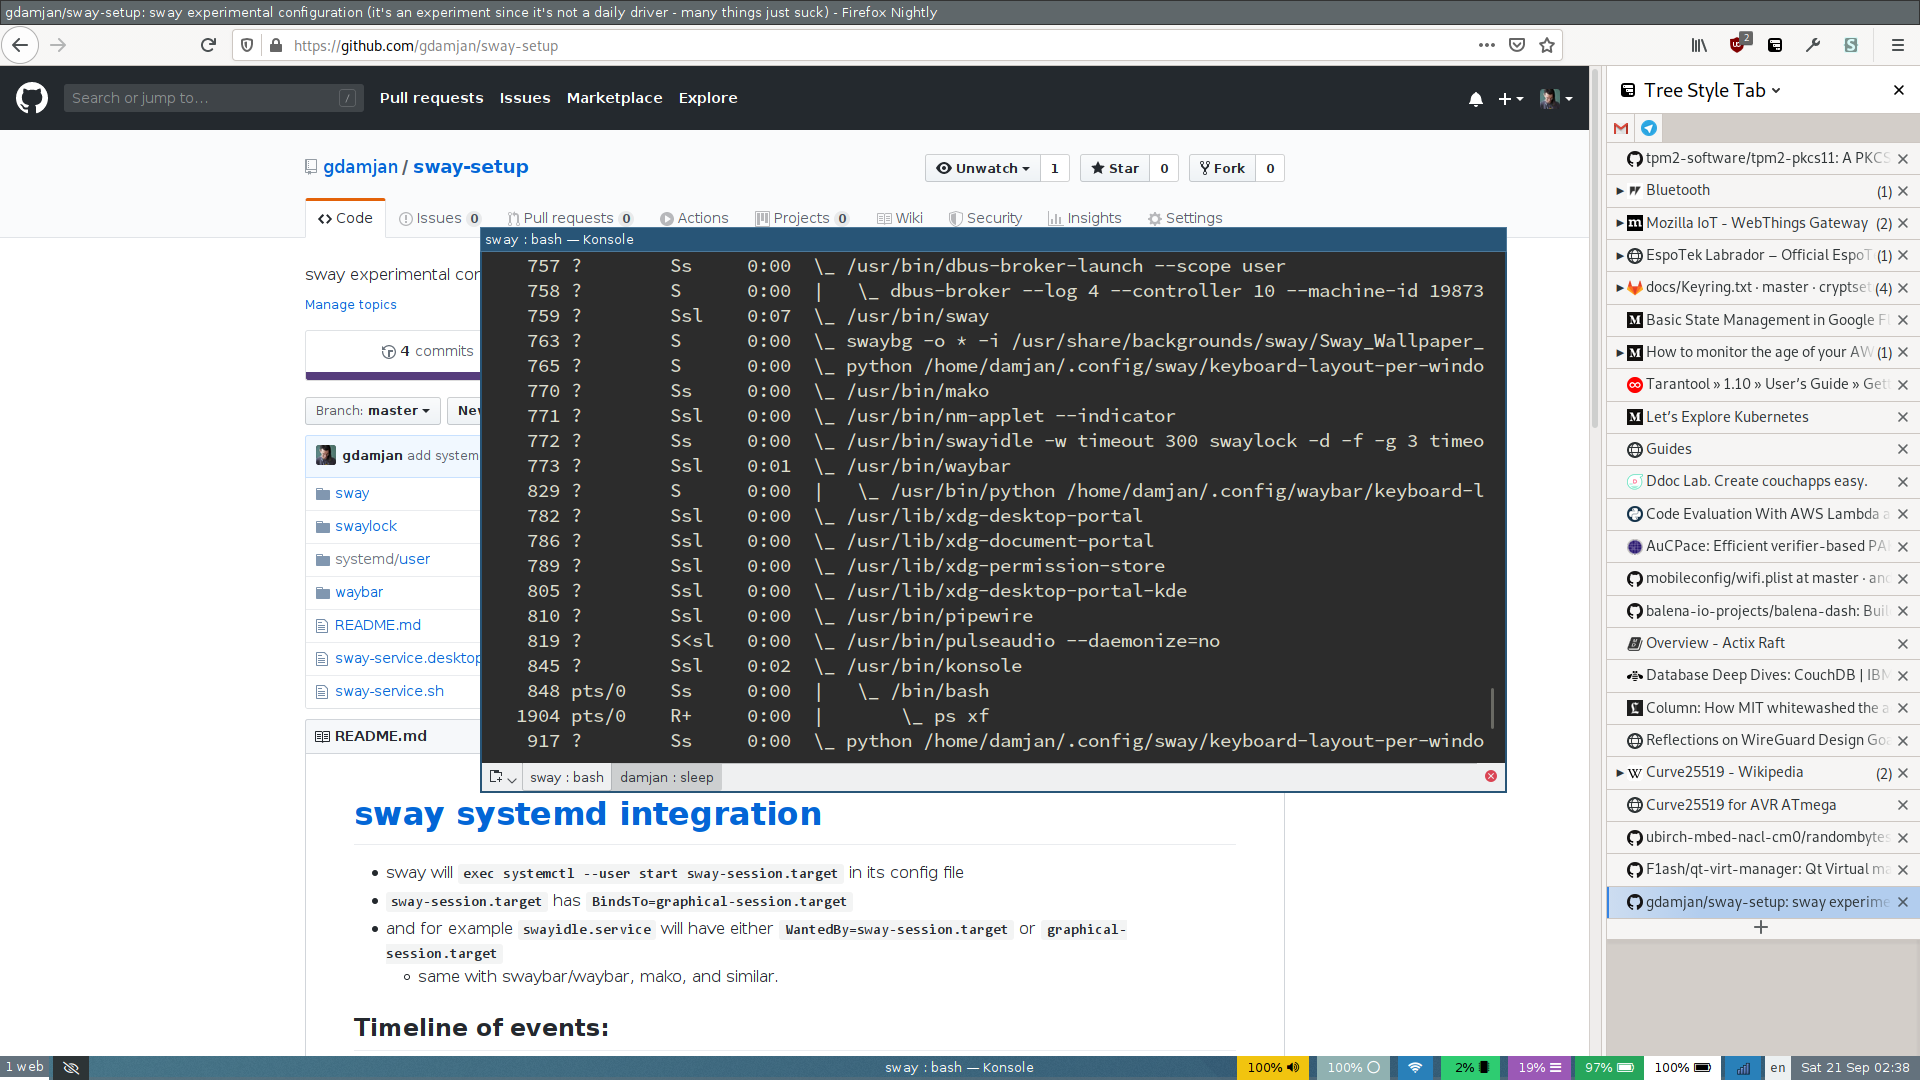 gdamjan/sway-setup: sway experimental configuration (it's an experiment since it's not a daily driver - many things just suck) - Firefox Nightly
https://github.com/gdamjan/sway-setup
2
Search or jump to…
/
Pull requests Issues Marketplace Explore
gdamjan / sway-setup
Unwatch 1 Star 0 Fork 0
Code Issues 0 Pull requests 0 Actions Projects 0 Wiki Security Insights Settings
sway experimental con
Manage topics
4 commits
Branch: master New
gdamjan add system
sway
swaylock
systemd/user
waybar
README.md
sway-service.desktop
sway-service.sh
README.md
sway : bash — Konsole
757 ? Ss 0:00 \_ /usr/bin/dbus-broker-launch --scope user
758 ? S 0:00 | \_ dbus-broker --log 4 --controller 10 --machine-id 19873
759 ? Ssl 0:07 \_ /usr/bin/sway
763 ? S 0:00 \_ swaybg -o * -i /usr/share/backgrounds/sway/Sway_Wallpaper_
765 ? S 0:00 \_ python /home/damjan/.config/sway/keyboard-layout-per-windo
770 ? Ss 0:00 \_ /usr/bin/mako
771 ? Ssl 0:00 \_ /usr/bin/nm-applet --indicator
772 ? Ss 0:00 \_ /usr/bin/swayidle -w timeout 300 swaylock -d -f -g 3 timeo
773 ? Ssl 0:01 \_ /usr/bin/waybar
829 ? S 0:00 | \_ /usr/bin/python /home/damjan/.config/waybar/keyboard-l
782 ? Ssl 0:00 \_ /usr/lib/xdg-desktop-portal
786 ? Ssl 0:00 \_ /usr/lib/xdg-document-portal
789 ? Ssl 0:00 \_ /usr/lib/xdg-permission-store
805 ? Ssl 0:00 \_ /usr/lib/xdg-desktop-portal-kde
810 ? Ssl 0:00 \_ /usr/bin/pipewire
819 ? S<sl 0:00 \_ /usr/bin/pulseaudio --daemonize=no
845 ? Ssl 0:02 \_ /usr/bin/konsole
848 pts/0 Ss 0:00 | \_ /bin/bash
1904 pts/0 R+ 0:00 | \_ ps xf
917 ? Ss 0:00 \_ python /home/damjan/.config/sway/keyboard-layout-per-windo
sway : bash damjan : sleep
sway systemd integration
• sway will exec systemctl --user start sway-session.target in its config file
• sway-session.target has BindsTo=graphical-session.target
• and for example swayidle.service will have either WantedBy=sway-session.target or graphical-
session.target
◦ same with swaybar/waybar, mako, and similar.
Timeline of events:
Tree Style Tab
tpm2-software/tpm2-pkcs11: A PKCS
Bluetooth (1)
Mozilla IoT - WebThings Gateway (2)
EspoTek Labrador – Official EspoT (1)
docs/Keyring.txt · master · cryptset (4)
Basic State Management in Google Fl
How to monitor the age of your AW (1)
Tarantool » 1.10 » User's Guide » Get
Let's Explore Kubernetes
Guides
Ddoc Lab. Create couchapps easy.
Code Evaluation With AWS Lambda a
AuCPace: Efficient verifier-based PA
mobileconfig/wifi.plist at master · and
balena-io-projects/balena-dash: Buil
Overview - Actix Raft
Database Deep Dives: CouchDB | IBM
Column: How MIT whitewashed the a
Reflections on WireGuard Design Goa
Curve25519 - Wikipedia (2)
Curve25519 for AVR ATmega
ubirch-mbed-nacl-cm0/randombytes
F1ash/qt-virt-manager: Qt Virtual ma
gdamjan/sway-setup: sway experime
1 web
sway : bash — Konsole
100% 100% 2% 19% 97% 100% en Sat 21 Sep 02:38